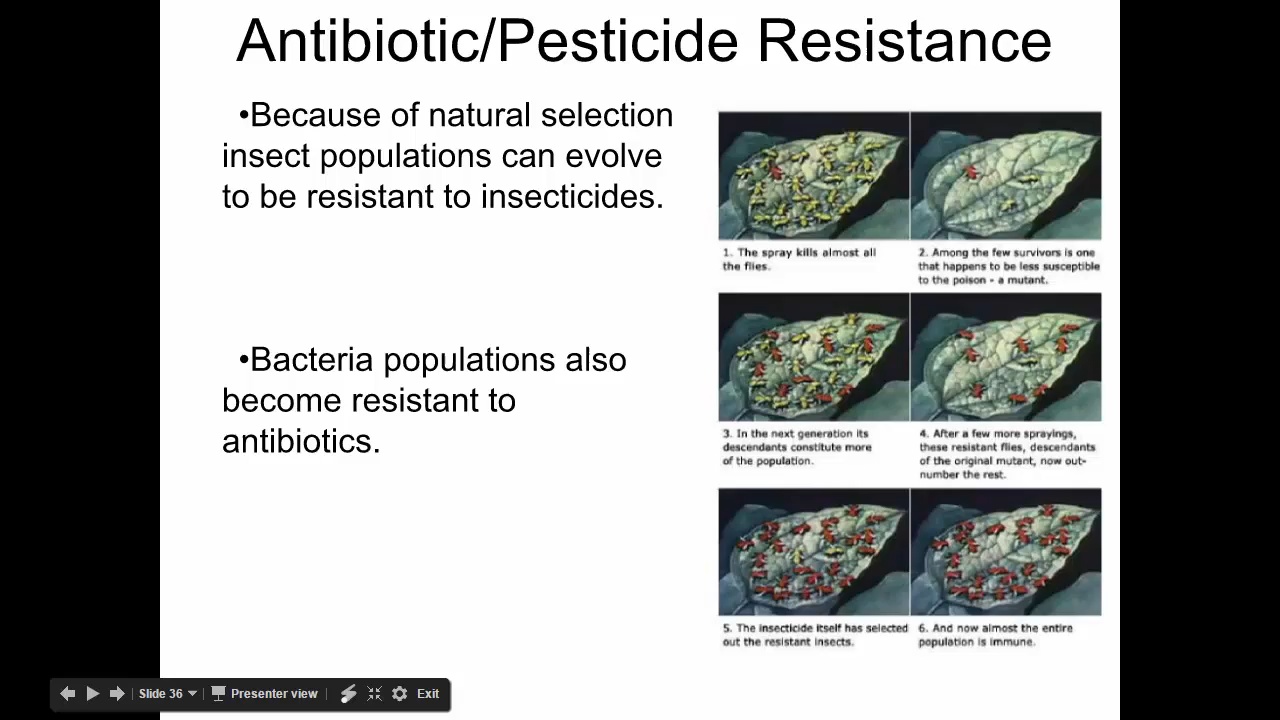 Antibiotic/Pesticide Resistance
•Because of natural selection
insect populations can evolve
to be resistant to insecticides.
•Bacteria populations also
become resistant to
antibiotics.
1. The spray kills almost all
the flies.
2. Among the few survivors is one
that happens to be less susceptible
to the poison - a mutant.
3. In the next generation its
descendants constitute more
of the population.
4. After a few more sprayings,
these resistant flies, descendants
of the original mutant, now out-
number the rest.
5. The insecticide itself has selected
out the resistant insects.
6. And now almost the entire
population is immune.
Slide 36
Presenter view
Exit